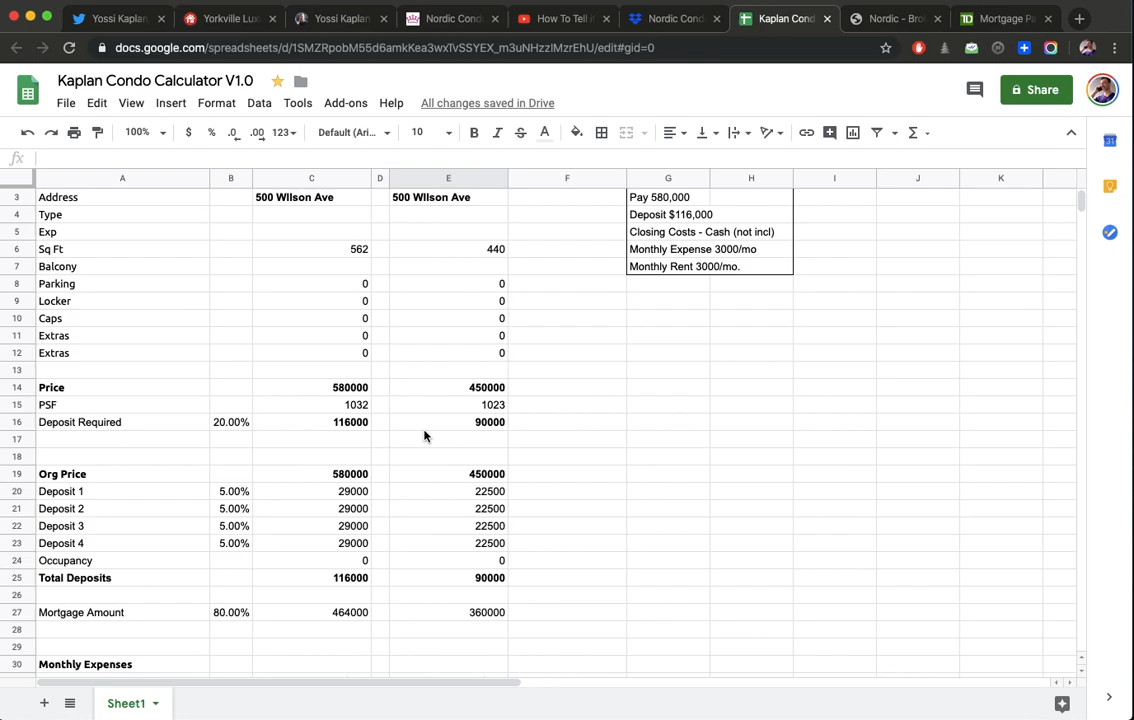 Yossi Kaplan,
Yorkville Lux
Yossi Kaplan
Nordic Con
How To Tell i
Nordic Cond
Kaplan Cond
Nordic - Bro
Mortgage Pa
docs.google.com/spreadsheets/d/1SMZRpobM55d6amkKea3wxTvSSYEX_m3uNHzzIMzrEhU/edit#gid=0
Kaplan Condo Calculator V1.0
File Edit View Insert Format Data Tools Add-ons Help All changes saved in Drive
Share
100% $ % .0 .00 123 Default (Ari... 10 B I S A
fx
A B C D E F G H I J K
3 Address 500 WIlson Ave 500 WIlson Ave Pay 580,000
4 Type Deposit $116,000
5 Exp Closing Costs - Cash (not incl)
6 Sq Ft 562 440 Monthly Expense 3000/mo
7 Balcony Monthly Rent 3000/mo.
8 Parking 0 0
9 Locker 0 0
10 Caps 0 0
11 Extras 0 0
12 Extras 0 0
13
14 Price 580000 450000
15 PSF 1032 1023
16 Deposit Required 20.00% 116000 90000
17
18
19 Org Price 580000 450000
20 Deposit 1 5.00% 29000 22500
21 Deposit 2 5.00% 29000 22500
22 Deposit 3 5.00% 29000 22500
23 Deposit 4 5.00% 29000 22500
24 Occupancy 0 0
25 Total Deposits 116000 90000
26
27 Mortgage Amount 80.00% 464000 360000
28
29
30 Monthly Expenses
Sheet1